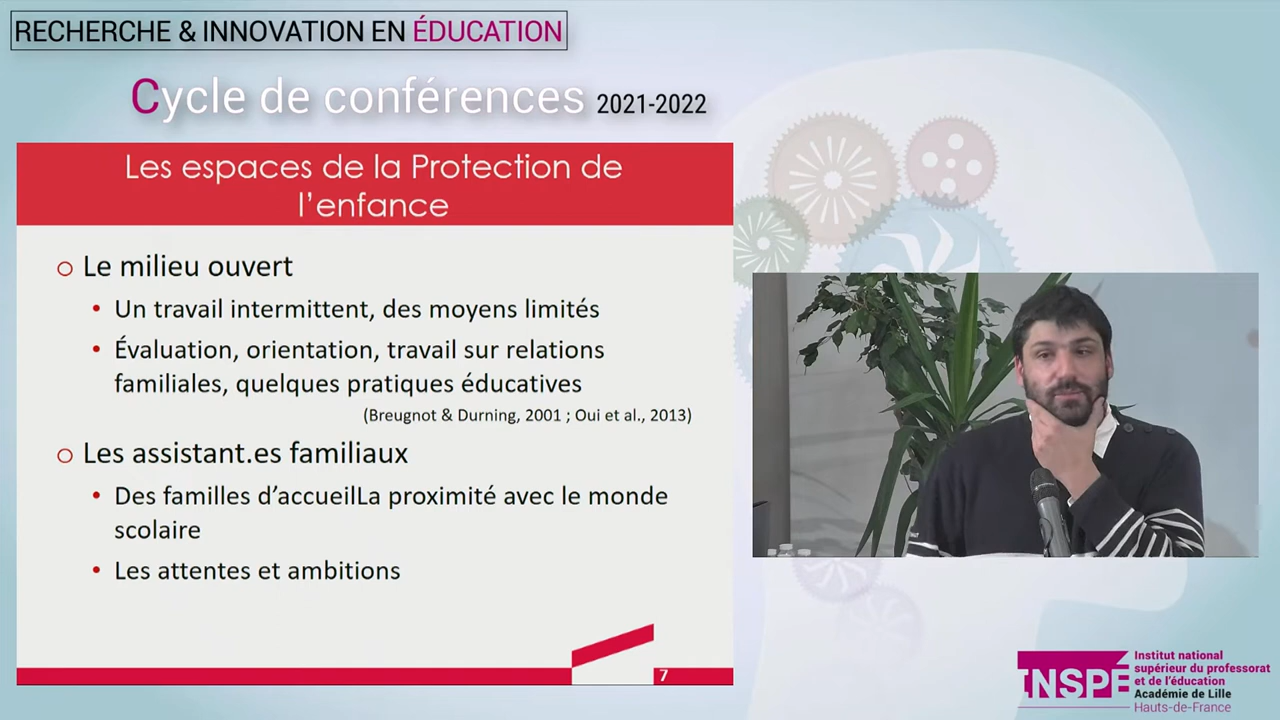 RECHERCHE & INNOVATION EN ÉDUCATION
Cycle de conférences 2021-2022
Les espaces de la Protection de
l'enfance
Le milieu ouvert
Un travail intermittent, des moyens limités
Évaluation, orientation, travail sur relations
familiales, quelques pratiques éducatives
(Breugnot & Durning, 2001 ; Oui et al., 2013)
Les assistant.es familiaux
Des familles d'accueilLa proximité avec le monde
scolaire
Les attentes et ambitions
7
INSPE
Institut national
supérieur du professorat
et de l'éducation
Académie de Lille
Hauts-de-France